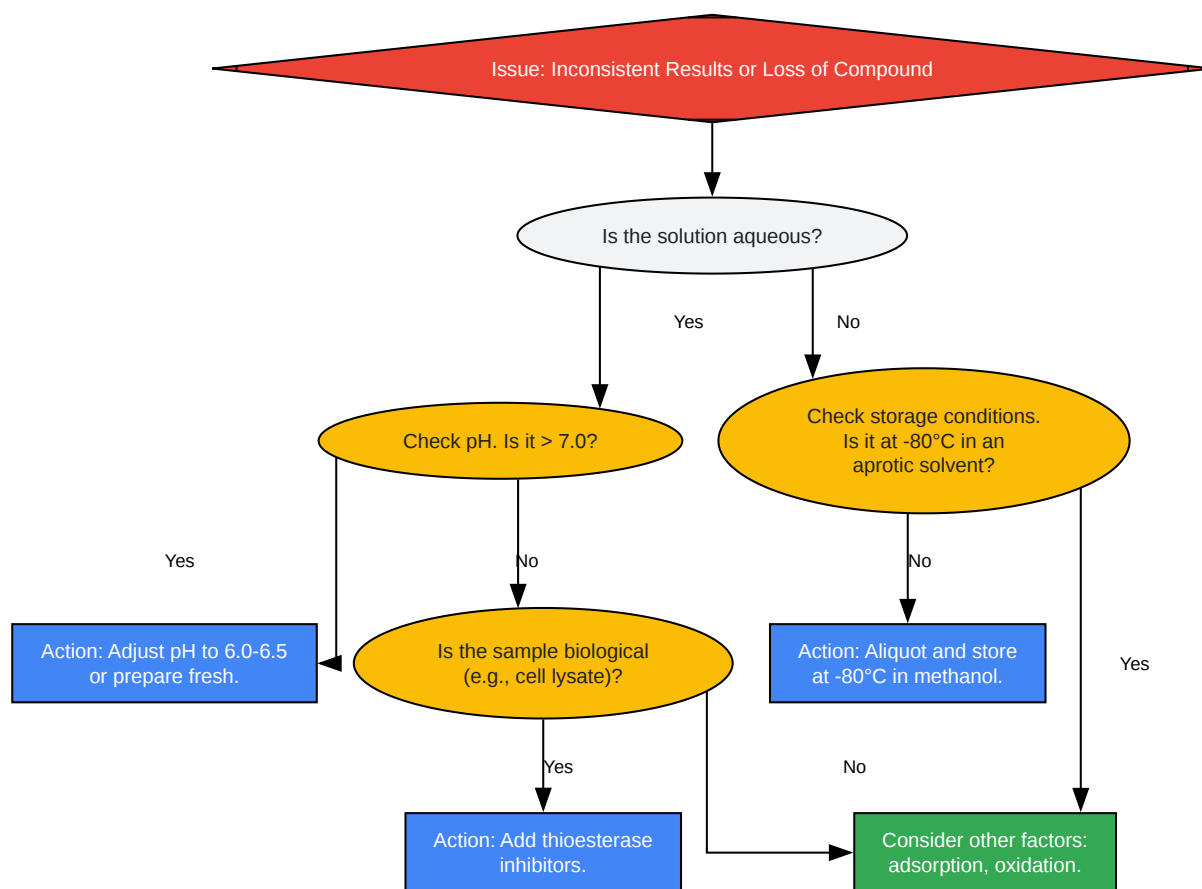 Issue: Inconsistent Results or Loss of Compound
Is the solution aqueous?
Yes
No
Check pH. Is it > 7.0?
Check storage conditions.
Is it at -80°C in an
aprotic solvent?
Yes
No
No
Action: Adjust pH to 6.0-6.5
or prepare fresh.
Is the sample biological
(e.g., cell lysate)?
Action: Aliquot and store
at -80°C in methanol.
Yes
Yes
No
Action: Add thioesterase
inhibitors.
Consider other factors:
adsorption, oxidation.